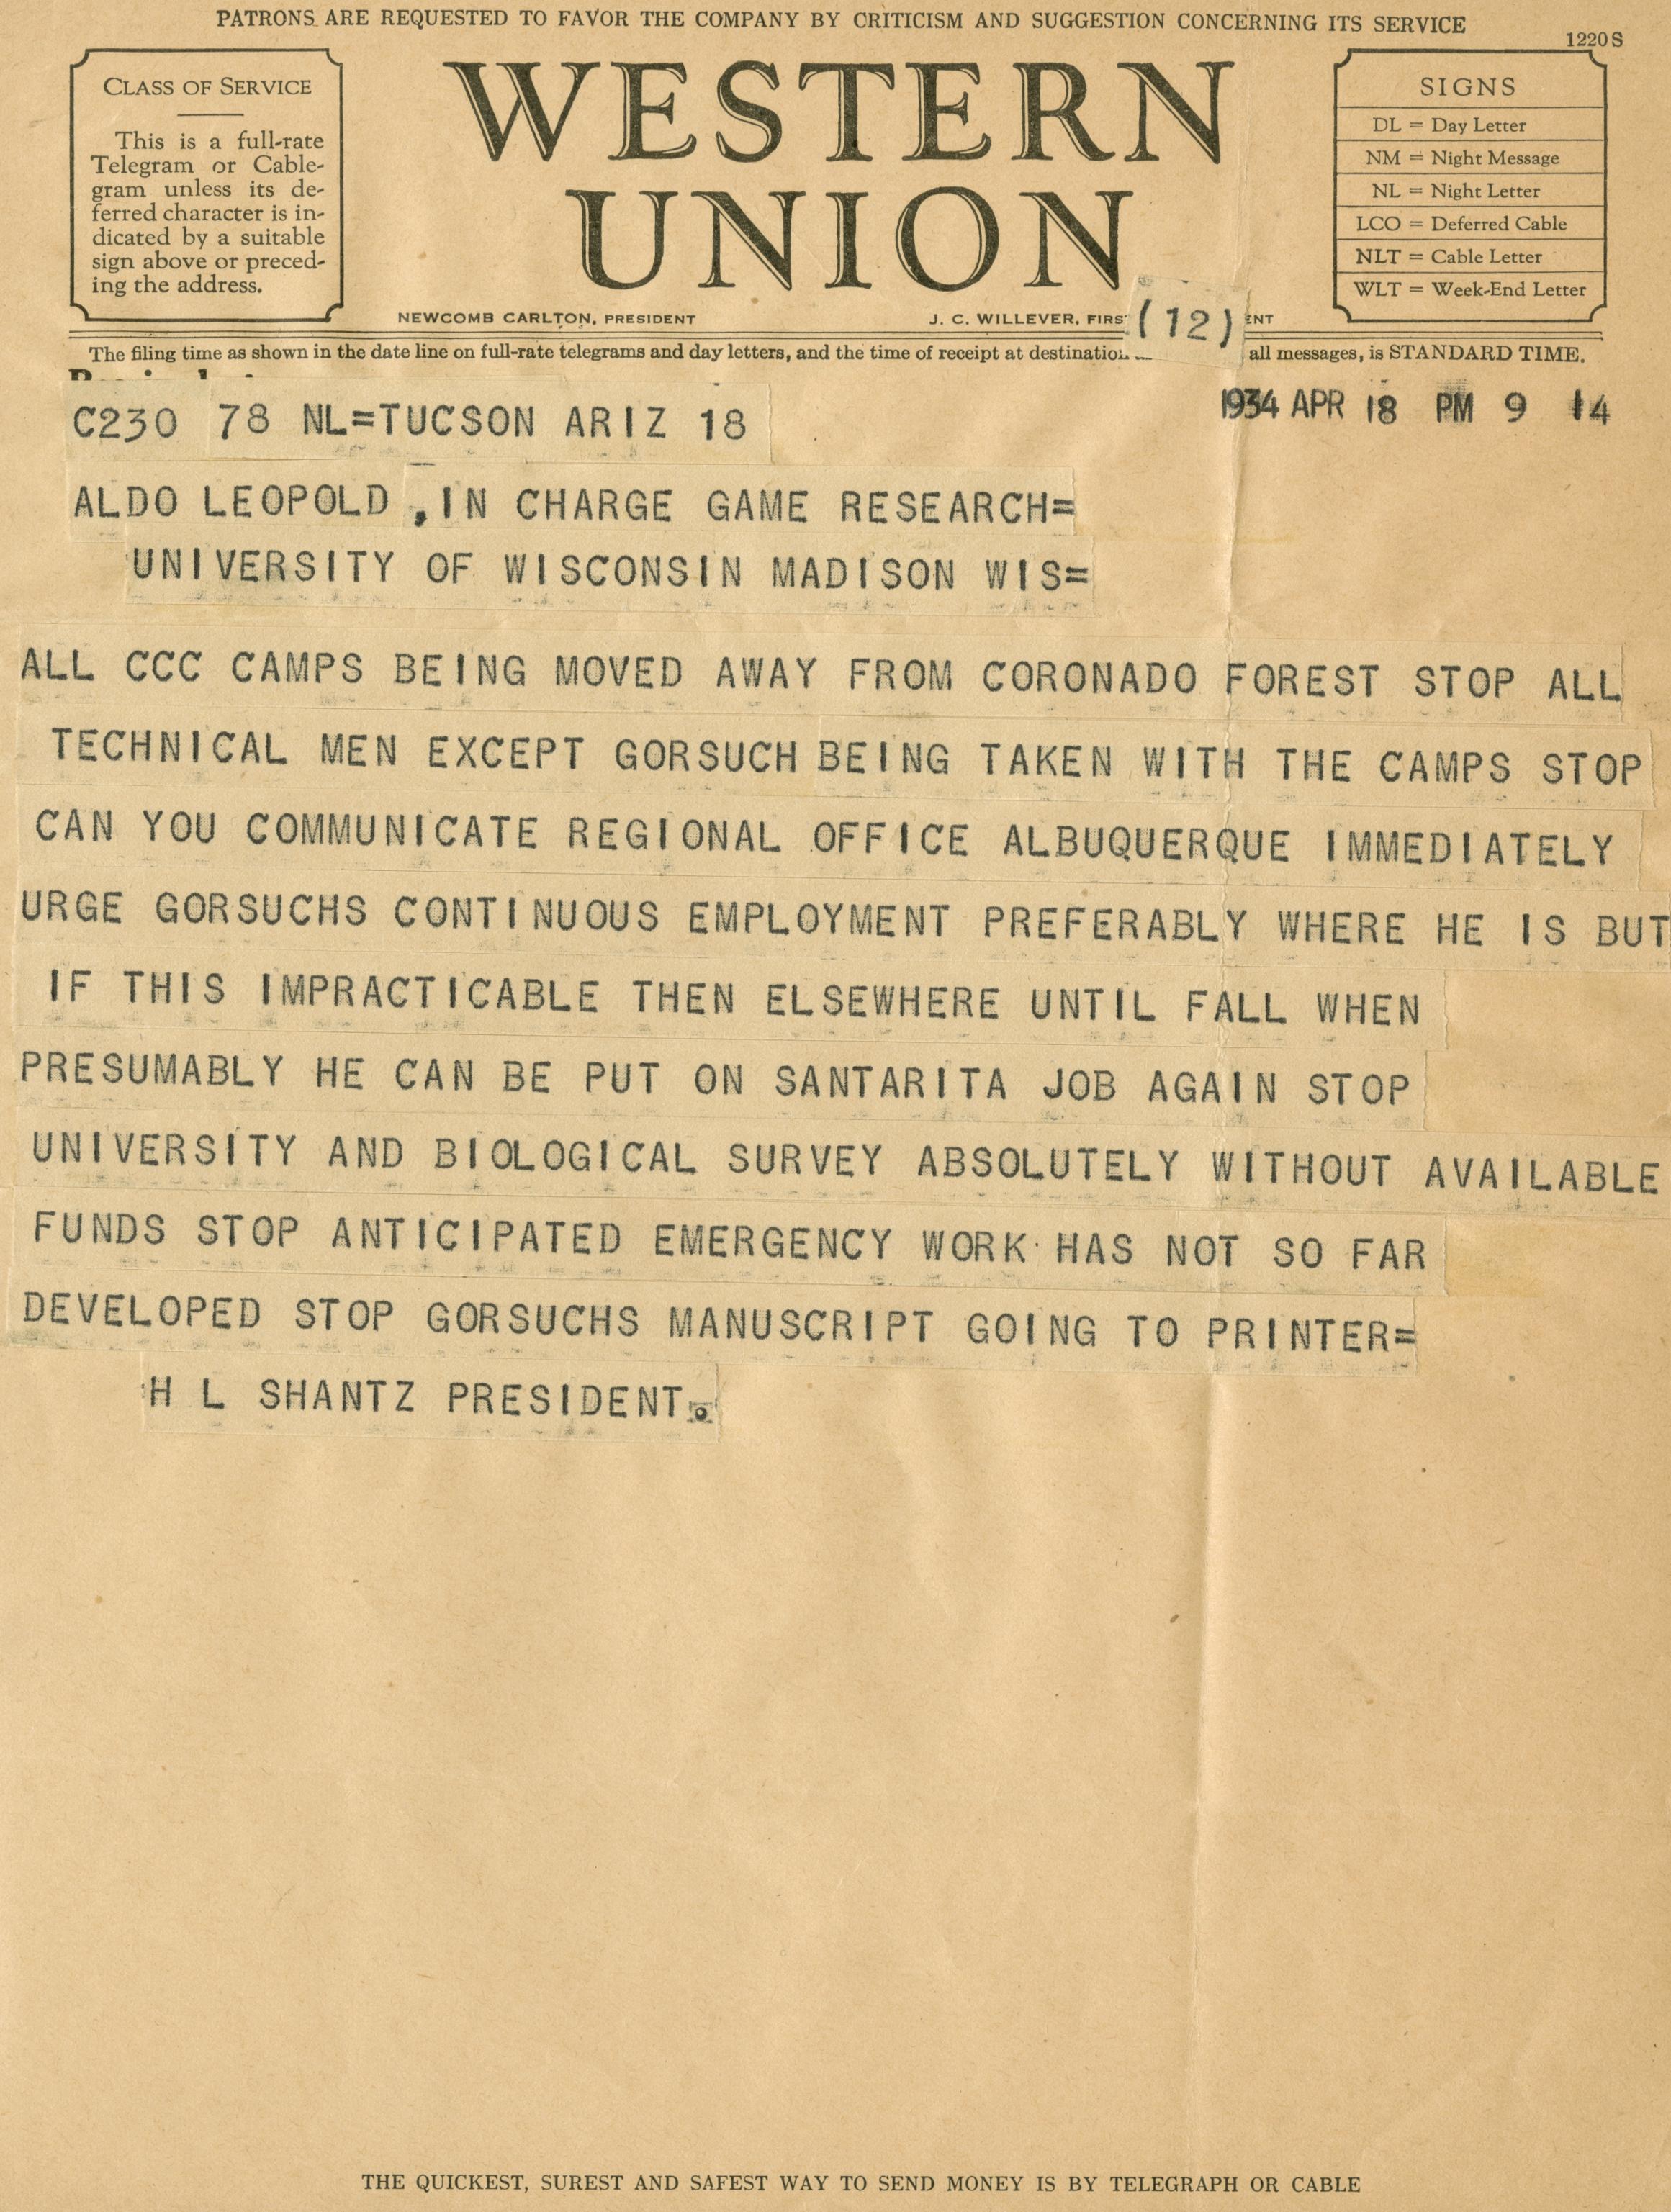 PATRONS ARE REQUESTED TO FAVOR THE COMPANY BY CRITICISM AND SUGGESTION CONCERNING ITS SERVICE
1220 S
CLASS OF SERVICE
This is a full-rate
Telegram or Cable-
gram unless its de-
ferred character is in-
dicated by a suitable
sign above or preced-
ing the address.
WESTERN
UNION
SIGNS
DL = Day Letter
NM = Night Message
NL = Night Letter
LCO = Deferred Cable
NLT = Cable Letter
WLT = Week-End Letter
NEWCOMB CARLTON, PRESIDENT
J. C. WILLEVER, FIRS
(12)
ENT
The filing time as shown in the date line on full-rate telegrams and day letters, and the time of receipt at destination all messages, is STANDARD TIME.
1934 APR 18 PM 9 14
C230 78 NL=TUCSON ARIZ 18
ALDO LEOPOLD ,IN CHARGE GAME RESEARCH=
UNIVERSITY OF WISCONSIN MADISON WIS=
ALL CCC CAMPS BEING MOVED AWAY FROM CORONADO FOREST STOP ALL
TECHNICAL MEN EXCEPT GORSUCH BEING TAKEN WITH THE CAMPS STOP
CAN YOU COMMUNICATE REGIONAL OFFICE ALBUQUERQUE IMMEDIATELY
URGE GORSUCHS CONTINUOUS EMPLOYMENT PREFERABLY WHERE HE IS BUT
IF THIS IMPRACTICABLE THEN ELSEWHERE UNTIL FALL WHEN
PRESUMABLY HE CAN BE PUT ON SANTARITA JOB AGAIN STOP
UNIVERSITY AND BIOLOGICAL SURVEY ABSOLUTELY WITHOUT AVAILABLE
FUNDS STOP ANTICIPATED EMERGENCY WORK HAS NOT SO FAR
DEVELOPED STOP GORSUCHS MANUSCRIPT GOING TO PRINTER=
H L SHANTZ PRESIDENT.
THE QUICKEST, SUREST AND SAFEST WAY TO SEND MONEY IS BY TELEGRAPH OR CABLE